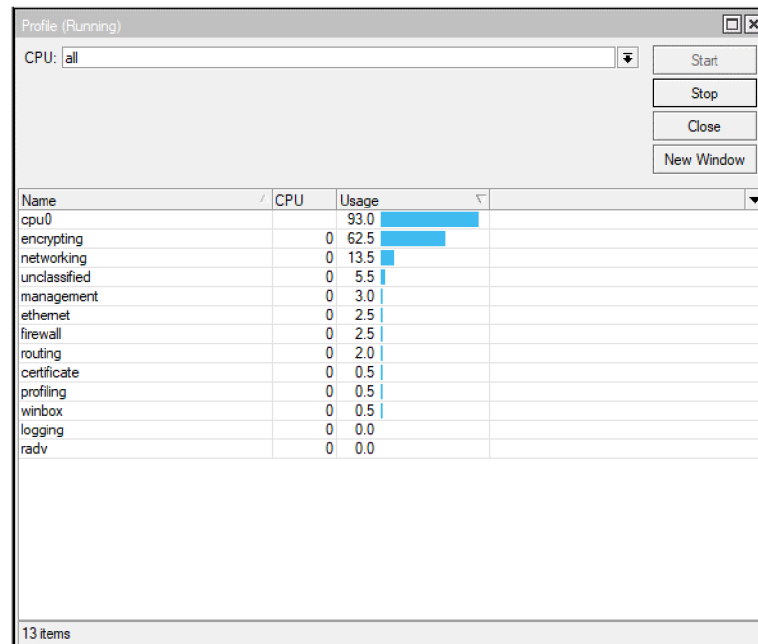 Profile (Running)
CPU: all
Start
Stop
Close
New Window
Name CPU Usage
cpu0 93.0
encrypting 0 62.5
networking 0 13.5
unclassified 0 5.5
management 0 3.0
ethernet 0 2.5
firewall 0 2.5
routing 0 2.0
certificate 0 0.5
profiling 0 0.5
winbox 0 0.5
logging 0 0.0
radv 0 0.0
13 items